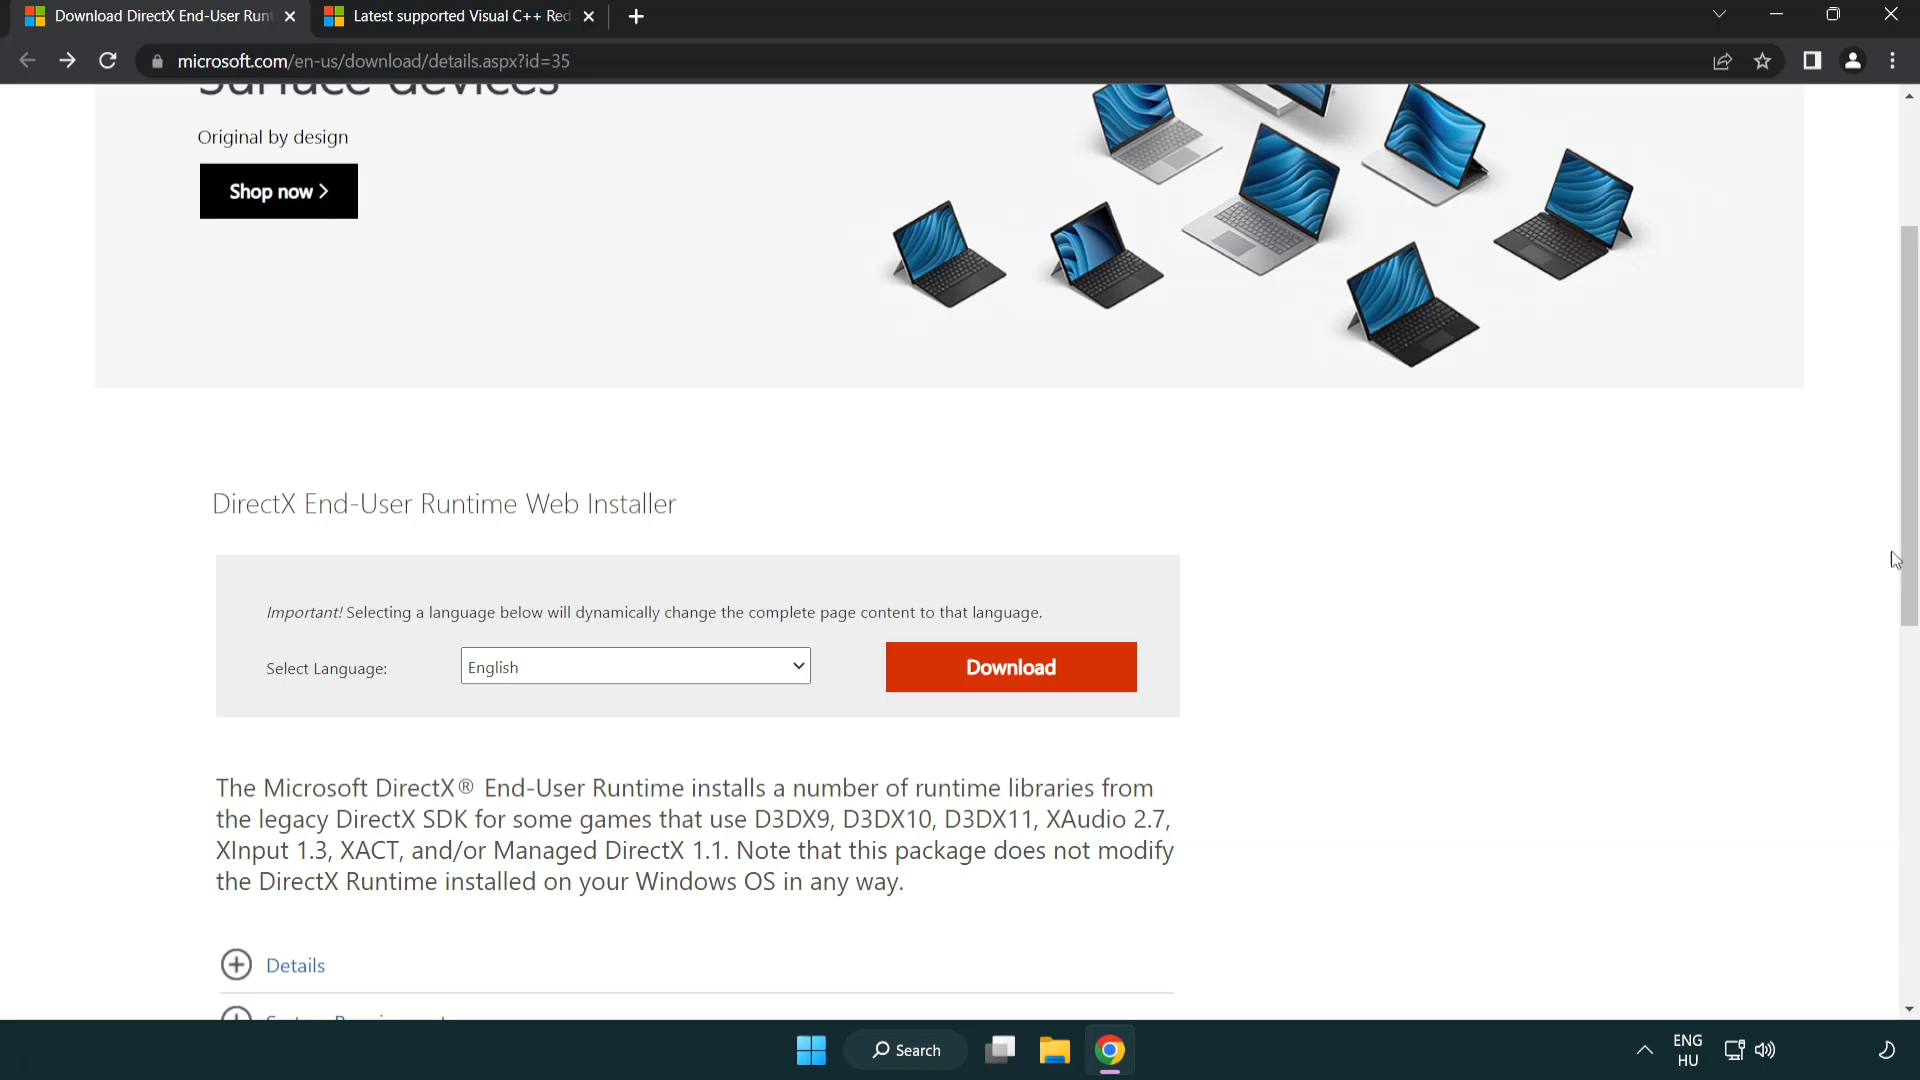 Download DirectX End-User Runt
Latest supported Visual C++ Red
microsoft.com/en-us/download/details.aspx?id=35
Surface devices
Original by design
Shop now
DirectX End-User Runtime Web Installer
Important! Selecting a language below will dynamically change the complete page content to that language.
Select Language:
English
Download
The Microsoft DirectX® End-User Runtime installs a number of runtime libraries from
the legacy DirectX SDK for some games that use D3DX9, D3DX10, D3DX11, XAudio 2.7,
XInput 1.3, XACT, and/or Managed DirectX 1.1. Note that this package does not modify
the DirectX Runtime installed on your Windows OS in any way.
Details
Search
ENG
HU